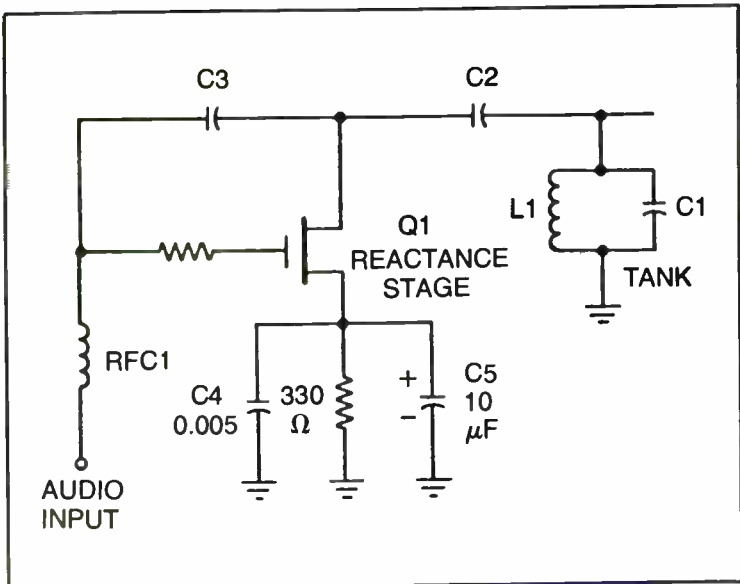 C3
C2
Q1
REACTANCE
STAGE
L1
C1
TANK
RFC1
C4
0.005
330
Ω
+
−
C5
10
µF
AUDIO
INPUT